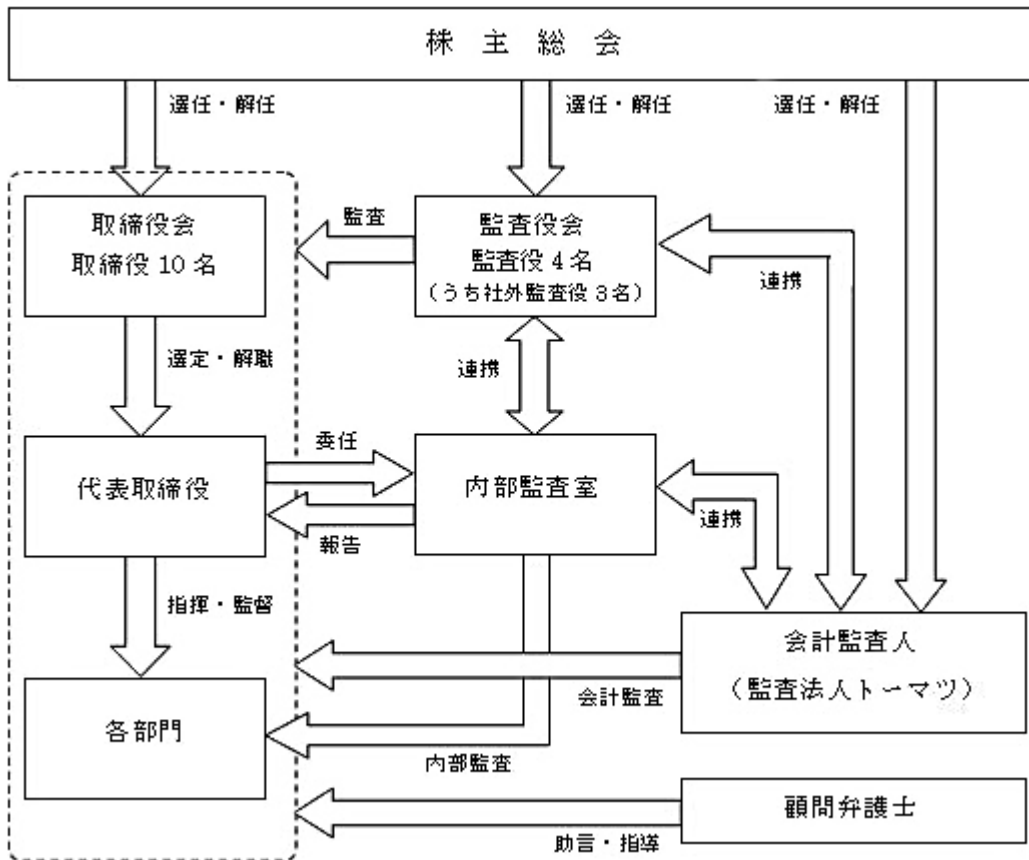 株主総会
選任・解任
選任・解任
選任・解任
取締役会
取締役10名
監査
監査役会
監査役4名
（うち社外監査役3名）
連携
選定・解職
連携
代表取締役
委任
報告
内部監査室
連携
指揮・監督
会計監査人
（監査法人トーマツ）
会計監査
各部門
内部監査
顧問弁護士
助言・指導